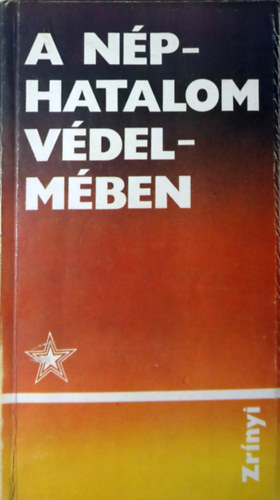 A NÉP-
HATALOM
VÉDEL-
MÉBEN
Zrínyi